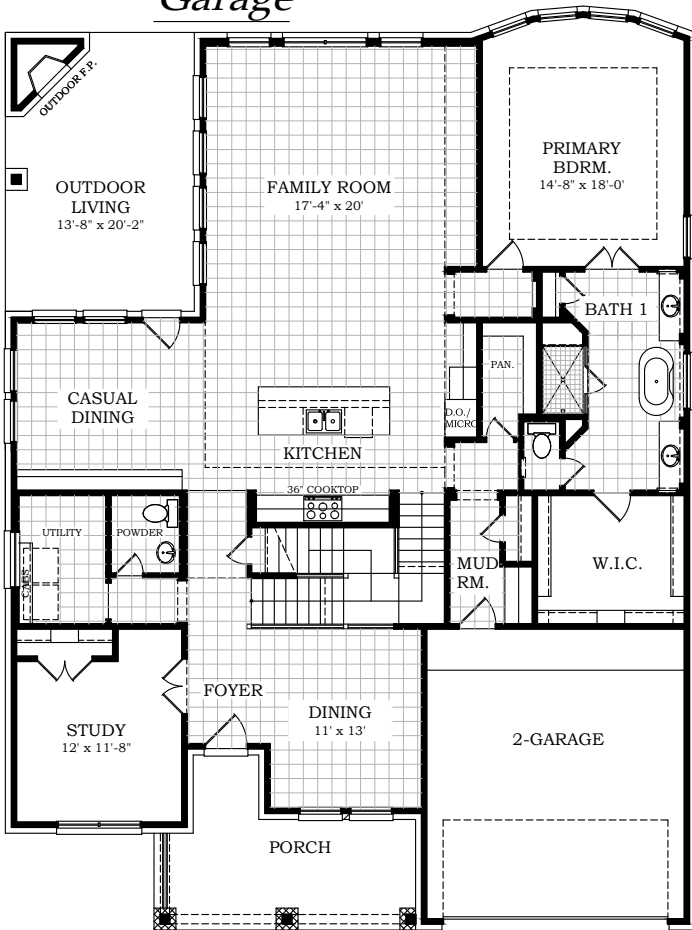 Garage
OUTDOOR F.P.
OUTDOOR
LIVING
13'-8" x 20'-2"
FAMILY ROOM
17'-4" x 20'
PRIMARY
BDRM.
14'-8" x 18'-0'
BATH 1
PAN.
CASUAL
DINING
D.O./
MICRO
KITCHEN
36" COOKTOP
UTILITY
POWDER
CABS.
MUD
RM.
W.I.C.
FOYER
STUDY
12' x 11'-8"
DINING
11' x 13'
2-GARAGE
PORCH